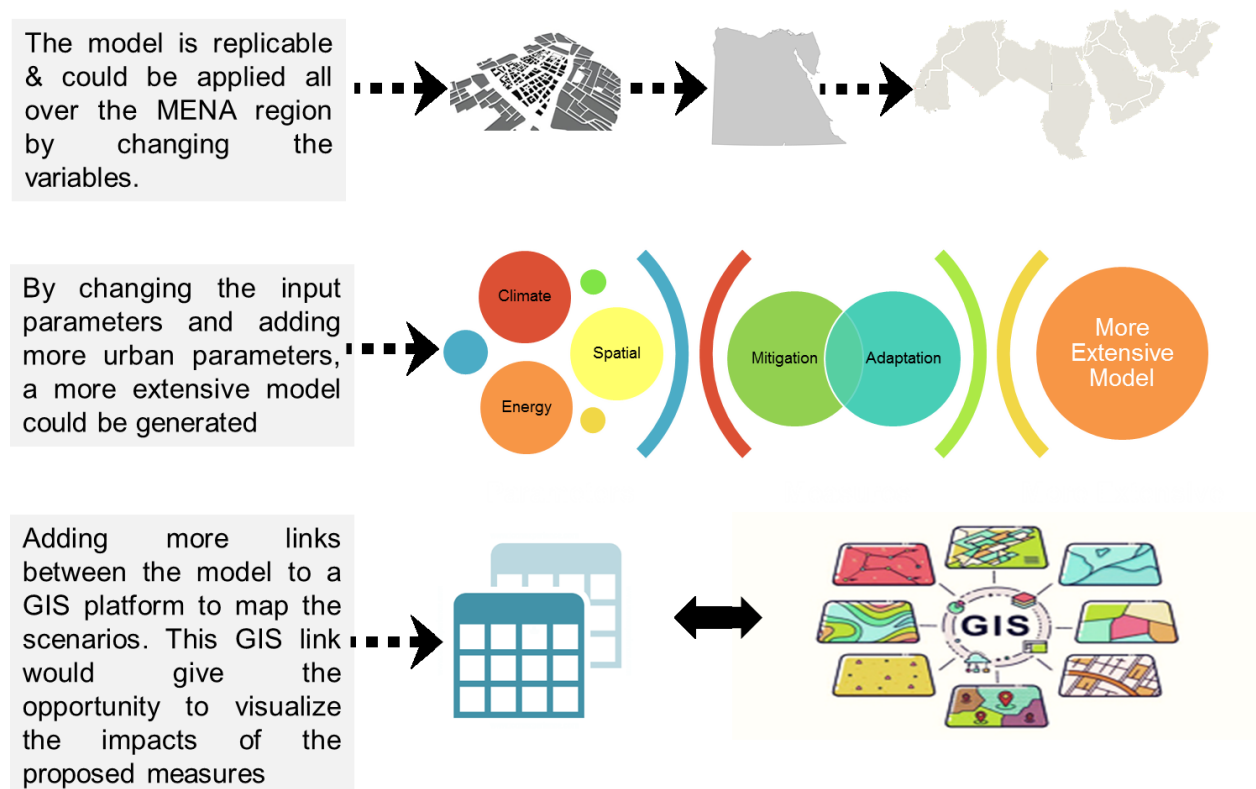 The model is replicable
& could be applied all
over the MENA region
by changing the
variables.
By changing the input
parameters and adding
more urban parameters,
a more extensive model
could be generated
Climate
Spatial
Energy
Mitigation
Adaptation
More
Extensive
Model
Adding more links
between the model to a
GIS platform to map the
scenarios. This GIS link
would give the
opportunity to visualize
the impacts of the
proposed measures
GIS